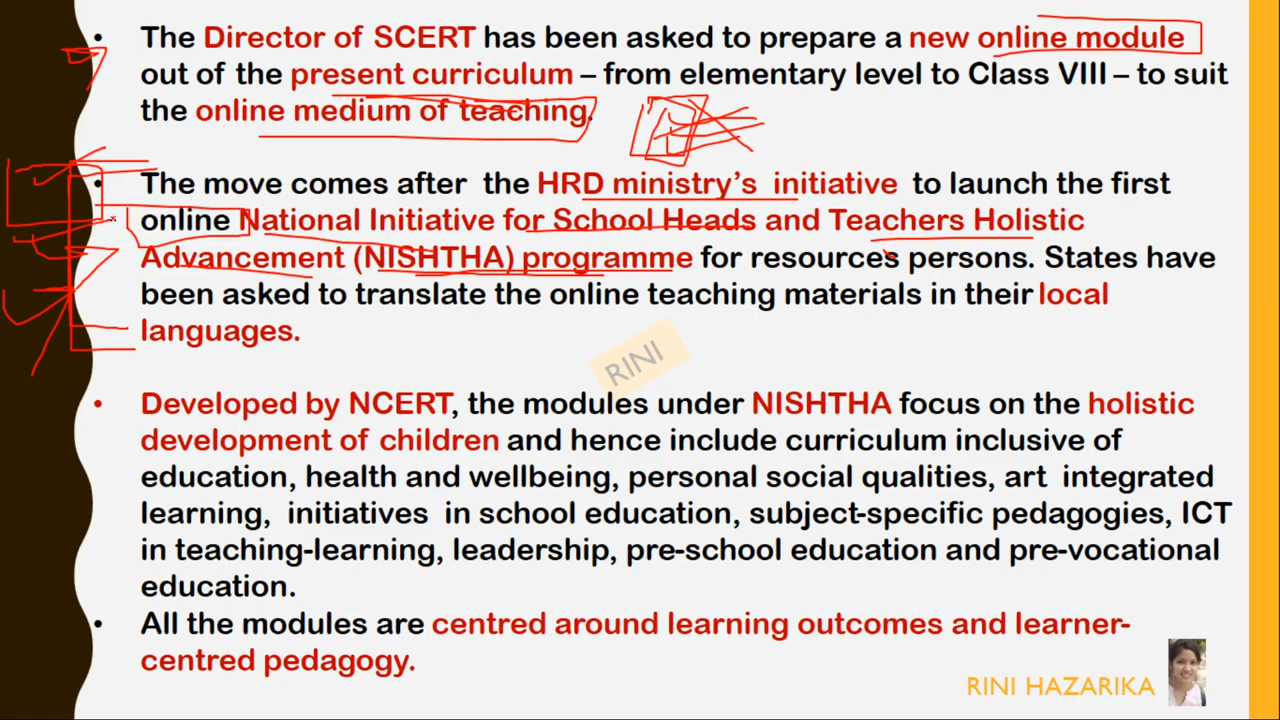 • The Director of SCERT has been asked to prepare a new online module
out of the present curriculum – from elementary level to Class VIII – to suit
the online medium of teaching.
• The move comes after the HRD ministry's initiative to launch the first
online National Initiative for School Heads and Teachers Holistic
Advancement (NISHTHA) programme for resources persons. States have
been asked to translate the online teaching materials in their local
languages.
RINI
• Developed by NCERT, the modules under NISHTHA focus on the holistic
development of children and hence include curriculum inclusive of
education, health and wellbeing, personal social qualities, art integrated
learning, initiatives in school education, subject-specific pedagogies, ICT
in teaching-learning, leadership, pre-school education and pre-vocational
education.
• All the modules are centred around learning outcomes and learner-
centred pedagogy.
RINI HAZARIKA